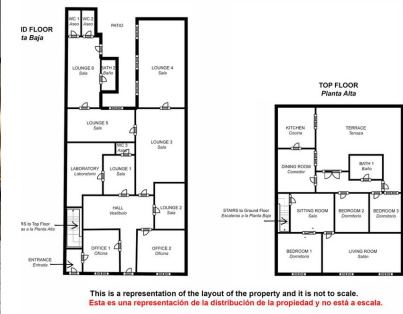 ID FLOOR
ta Baja
WC 1
Aseo
WC 2
Aseo
PATIO
LOUNGE 6
Sala
BATH 2
Baño
LOUNGE 4
Sala
LOUNGE 5
Sala
WC 3
Aseo
LOUNGE 3
Sala
LABORATORY
Laboratorio
LOUNGE 1
Sala
HALL
Vestíbulo
LOUNGE 2
Sala
RS to Top Floor
as a la Planta Alta
OFFICE 1
Oficina
OFFICE 2
Oficina
ENTRANCE
Entrada
TOP FLOOR
Planta Alta
KITCHEN
Cocina
TERRACE
Terraza
DINING ROOM
Comedor
BATH 1
Baño
STAIRS to Ground Floor
Escaleras a la Planta Baja
SITTING ROOM
Sala
BEDROOM 2
Dormitorio
BEDROOM 3
Dormitorio
BEDROOM 1
Dormitorio
LIVING ROOM
Salón
This is a representation of the layout of the property and it is not to scale.
Esta es una representación de la distribución de la propiedad y no está a escala.